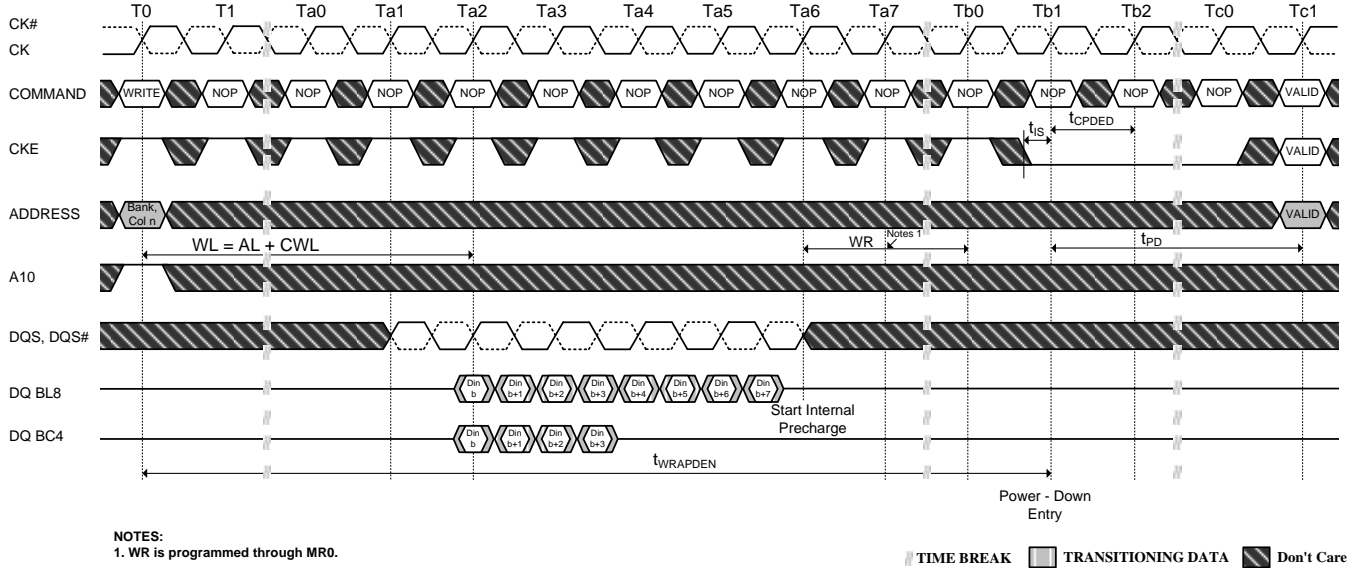 T0 T1 Ta0 Ta1 Ta2 Ta3 Ta4 Ta5 Ta6 Ta7 Tb0 Tb1 Tb2 Tc0 Tc1
CK#
CK
COMMAND WRITE NOP NOP NOP NOP NOP NOP NOP NOP NOP NOP NOP NOP NOP VALID
tIS tCPDED
CKE VALID
ADDRESS Bank, Col n VALID
WL = AL + CWL WR Notes 1 tPD
A10
DQS, DQS#
DQ BL8 Din b Din b+1 Din b+2 Din b+3 Din b+4 Din b+5 Din b+6 Din b+7
Start Internal
Precharge
DQ BC4 Din b Din b+1 Din b+2 Din b+3
tWRAPDEN
Power - Down
Entry
NOTES:
1. WR is programmed through MR0.
TIME BREAK TRANSITIONING DATA Don't Care